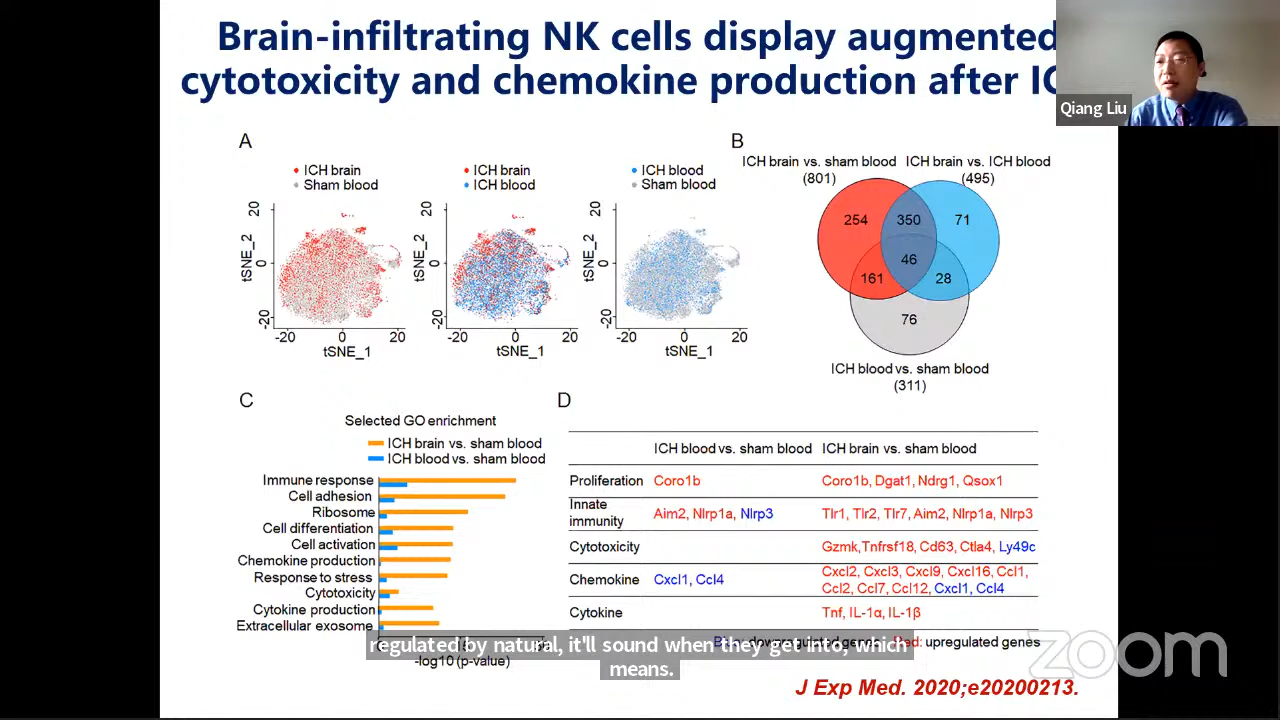 Brain-infiltrating NK cells display augmented
cytotoxicity and chemokine production after
Qiang Liu
A
ICH brain
Sham blood
ICH brain
ICH blood
ICH blood
Sham blood
20
0
-20
tSNE_2
-20 0 20
tSNE_1
20
0
-20
tSNE_2
-20 0 20
tSNE_1
20
0
-20
tSNE_2
-20 0 20
tSNE_1
B
ICH brain vs. sham blood ICH brain vs. ICH blood
(801) (495)
254 350 71
46
161 28
76
ICH blood vs. sham blood
(311)
C
Selected GO enrichment
ICH brain vs. sham blood
ICH blood vs. sham blood
Immune response
Cell adhesion
Ribosome
Cell differentiation
Cell activation
Chemokine production
Response to stress
Cytotoxicity
Cytokine production
Extracellular exosome
-log10 (p-value)
D
ICH blood vs. sham blood ICH brain vs. sham blood
Proliferation Coro1b Coro1b, Dgat1, Ndrg1, Qsox1
Innate
immunity Aim2, Nlrp1a, Nlrp3 Tlr1, Tlr2, Tlr7, Aim2, Nlrp1a, Nlrp3
Cytotoxicity Gzmk,Tnfrsf18, Cd63, Ctla4, Ly49c
Chemokine Cxcl1, Ccl4 Cxcl2, Cxcl3, Cxcl9, Cxcl16, Ccl1,
Ccl2, Ccl7, Ccl12, Cxcl1, Ccl4
Cytokine Tnf, IL-1α, IL-1β
upregulated genes
regulated by natural, it'll sound when they get into, which
means.
zoom
J Exp Med. 2020;e20200213.